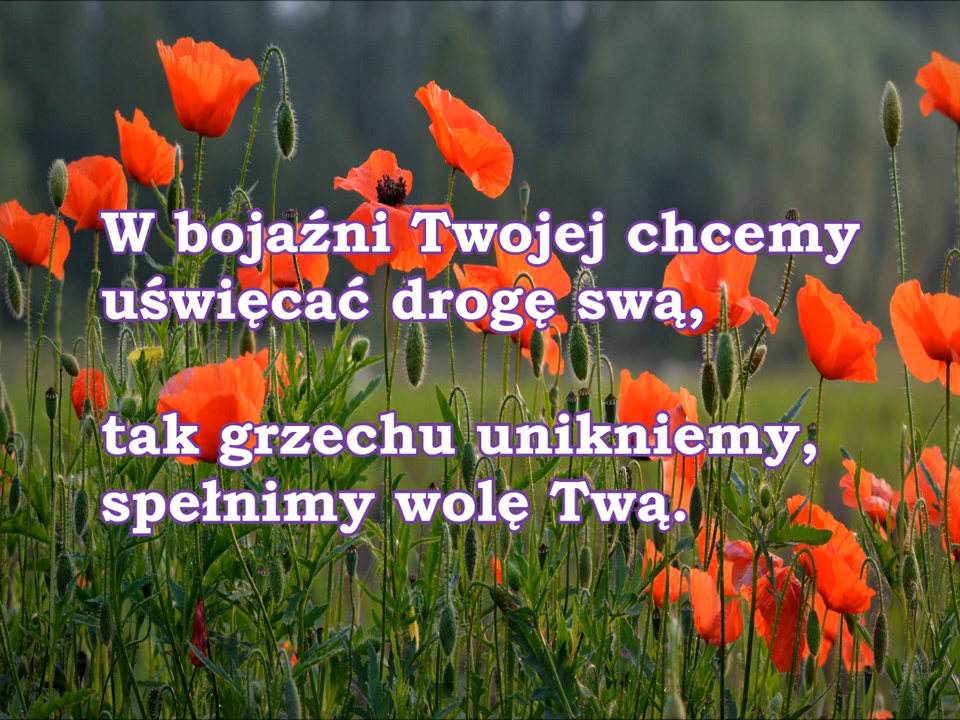 W bojaźni Twojej chcemy
uświęcać drogę swą,
tak grzechu unikniemy,
spełnimy wolę Twą.